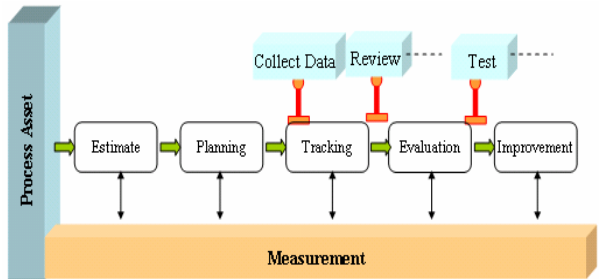 Collect Data
Review
Test
Process Asset
Estimate
Planning
Tracking
Evaluation
Improvement
Measurement